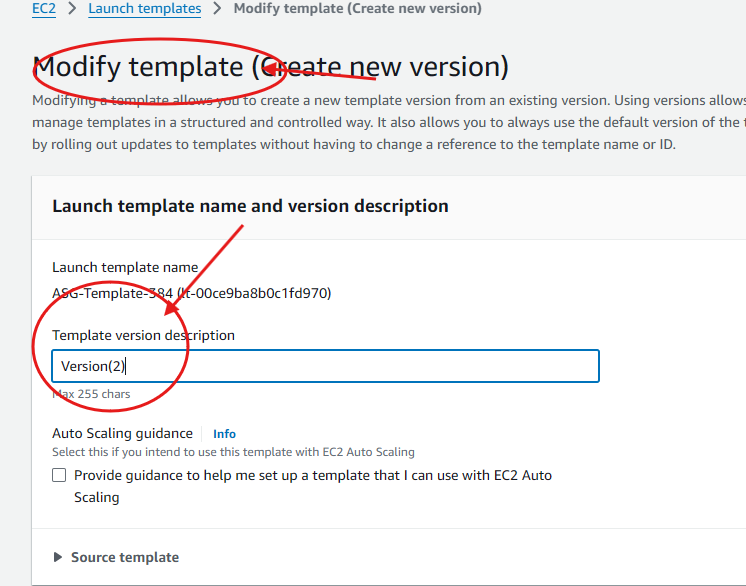 EC2 > Launch templates > Modify template (Create new version)
Modify template (Create new version)
Modifying a template allows you to create a new template version from an existing version. Using versions allows
manage templates in a structured and controlled way. It also allows you to always use the default version of the
by rolling out updates to templates without having to change a reference to the template name or ID.
Launch template name and version description
Launch template name
ASG-Template-384 (lt-00ce9ba8b0c1fd970)
Template version description
Version(2)
Max 255 chars
Auto Scaling guidance Info
Select this if you intend to use this template with EC2 Auto Scaling
Provide guidance to help me set up a template that I can use with EC2 Auto
Scaling
Source template